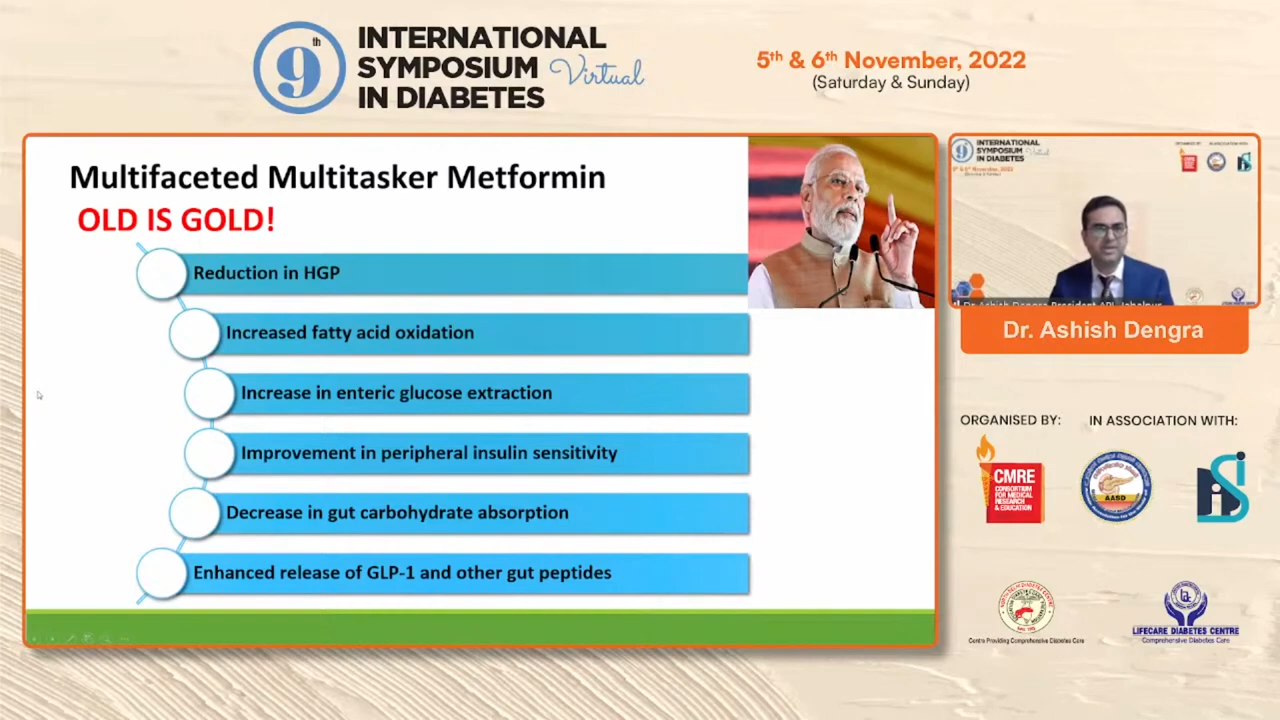 9th
INTERNATIONAL
SYMPOSIUM Virtual
IN DIABETES
5th & 6th November, 2022
(Saturday & Sunday)
Multifaceted Multitasker Metformin
OLD IS GOLD!
Reduction in HGP
Increased fatty acid oxidation
Increase in enteric glucose extraction
Improvement in peripheral insulin sensitivity
Decrease in gut carbohydrate absorption
Enhanced release of GLP-1 and other gut peptides
9
INTERNATIONAL
SYMPOSIUM
IN DIABETES
Dr. Ashish Dengra
ORGANISED BY:
IN ASSOCIATION WITH:
CMRE
CONSORTIUM
FOR MEDICAL
RESEARCH
& EDUCATION
AASD
Centre Providing Comprehensive Diabetes Care
LIFECARE DIABETES CENTRE
Comprehensive Diabetes Care